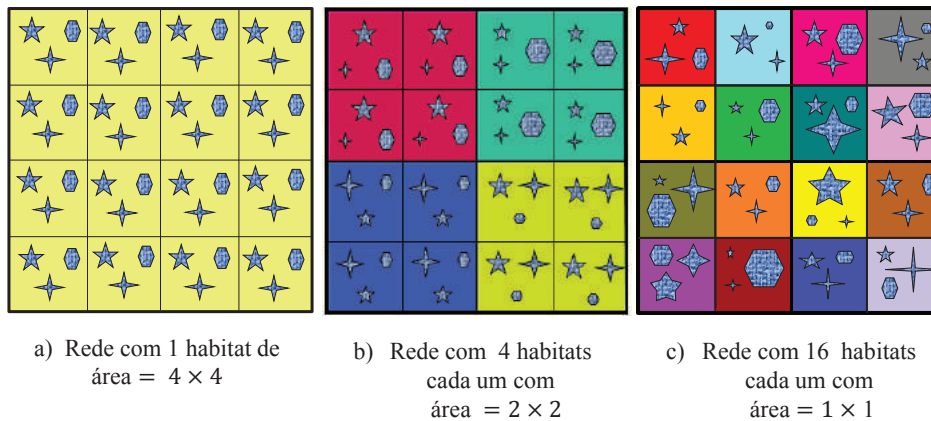 a) Rede com 1 habitat de
área = 4 × 4
b) Rede com 4 habitats
cada um com
área = 2 × 2
c) Rede com 16 habitats
cada um com
área = 1 × 1